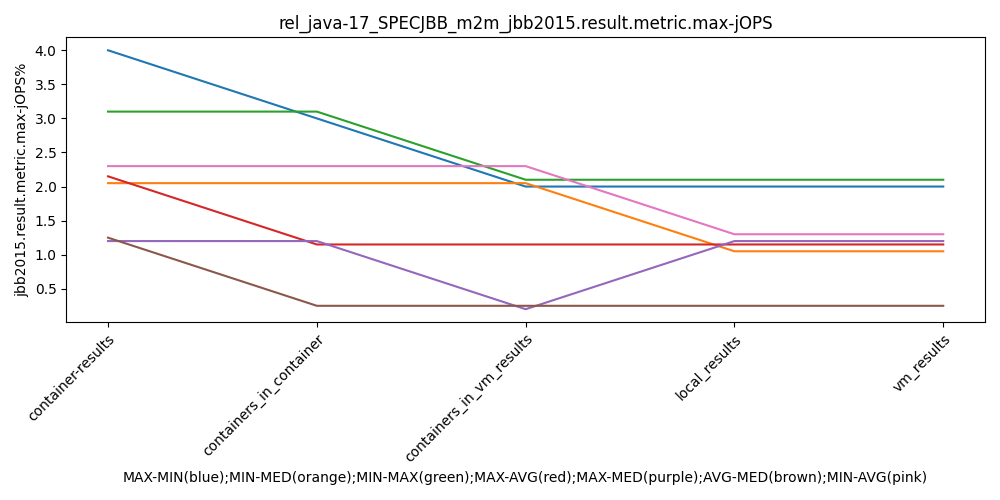 rel_java-17_SPECJBB_m2m_jbb2015.result.metric.max-jOPS
jbb2015.result.metric.max-jOPS%
4.0
3.5
3.0
2.5
2.0
1.5
1.0
0.5
container-results
containers_in_container
containers_in_vm_results
local_results
vm_results
MAX-MIN(blue);MIN-MED(orange);MIN-MAX(green);MAX-AVG(red);MAX-MED(purple);AVG-MED(brown);MIN-AVG(pink)